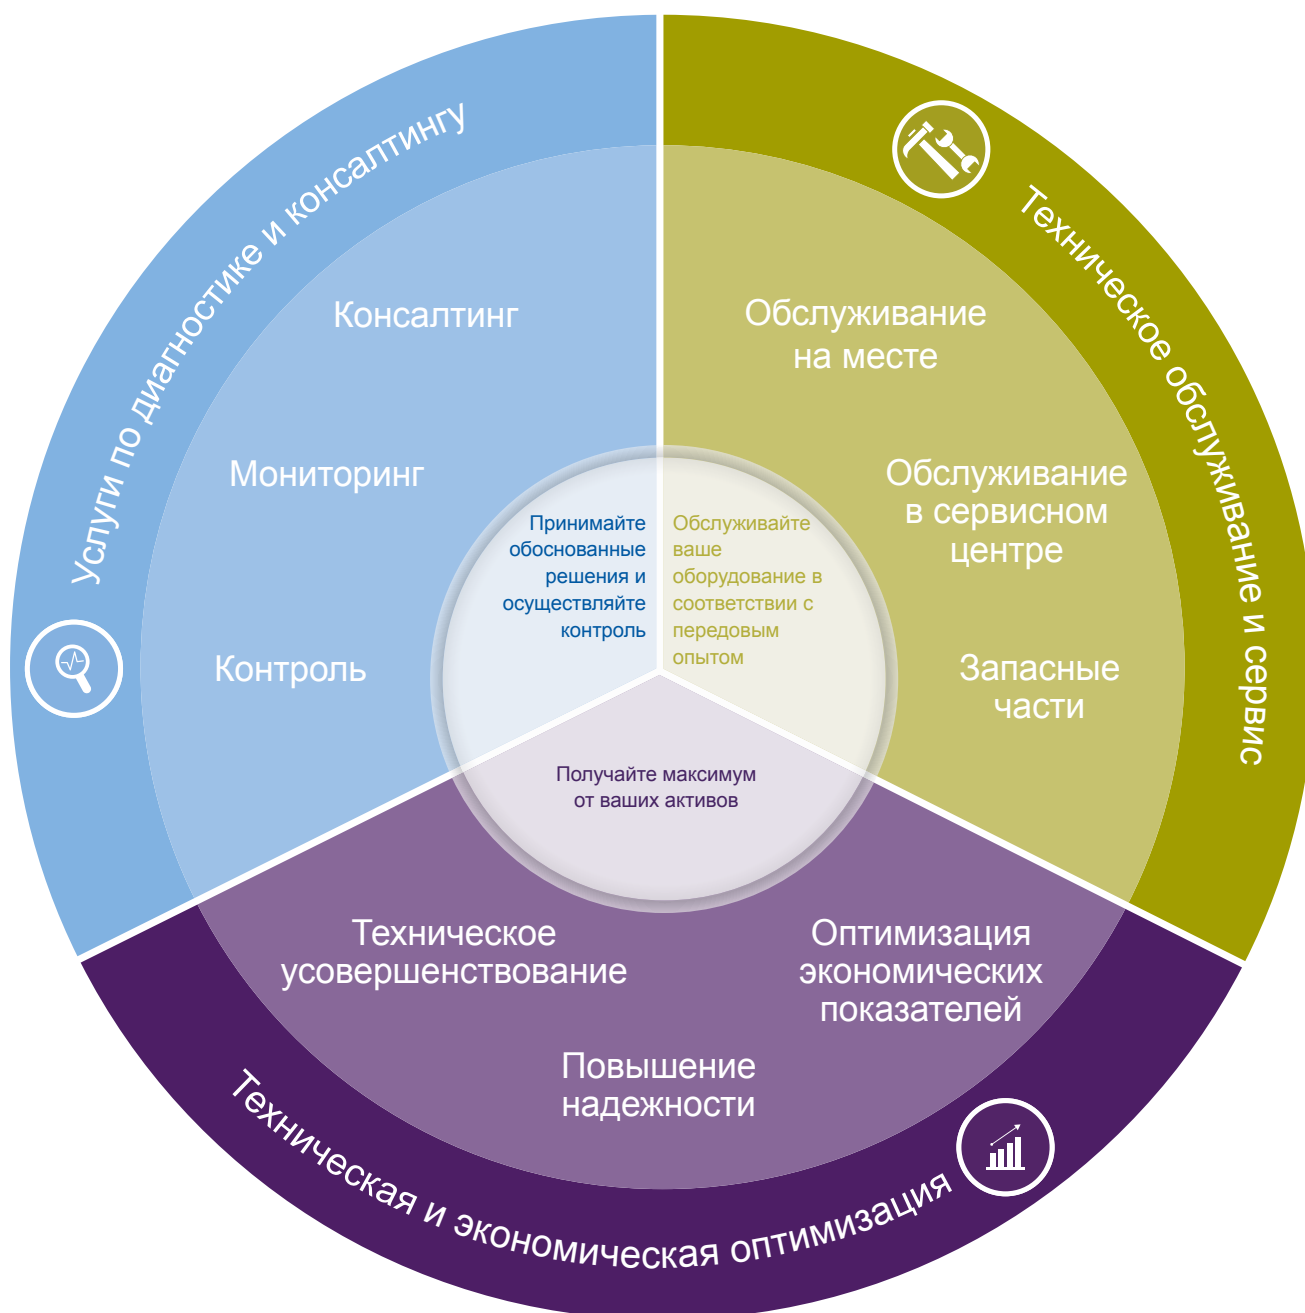 Услуги по диагностике и консалтингу
Консалтинг
Мониторинг
Контроль
Принимайте
обоснованные
решения и
осуществляйте
контроль
Техническое обслуживание и сервис
Обслуживание
на месте
Обслуживание
в сервисном
центре
Запасные
части
Обслуживайте
ваше
оборудование в
соответствии с
передовым
опытом
Получайте максимум
от ваших активов
Техническое
усовершенствование
Повышение
надежности
Оптимизация
экономических
показателей
Техническая и экономическая оптимизация